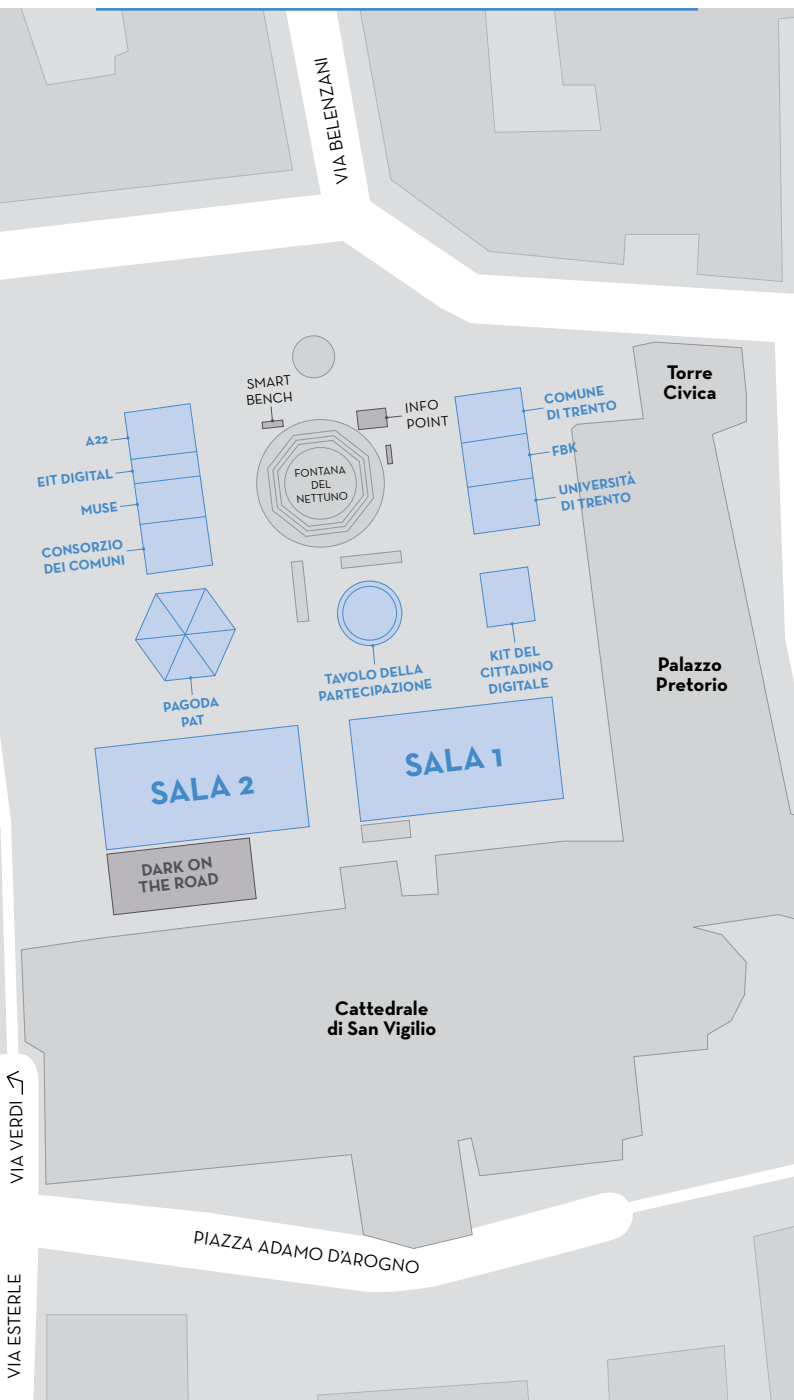 VIA BELENZANI
Torre
Civica
SMART
BENCH
INFO
POINT
COMUNE
DI TRENTO
A22
FBK
EIT DIGITAL
FONTANA
DEL
NETTUNO
MUSE
UNIVERSITÀ
DI TRENTO
CONSORZIO
DEI COMUNI
KIT DEL
CITTADINO
DIGITALE
Palazzo
Pretorio
TAVOLO DELLA
PARTECIPAZIONE
PAGODA
PAT
SALA 1
SALA 2
DARK ON
THE ROAD
Cattedrale
di San Vigilio
VIA VERDI
PIAZZA ADAMO D'AROGNO
VIA ESTERLE